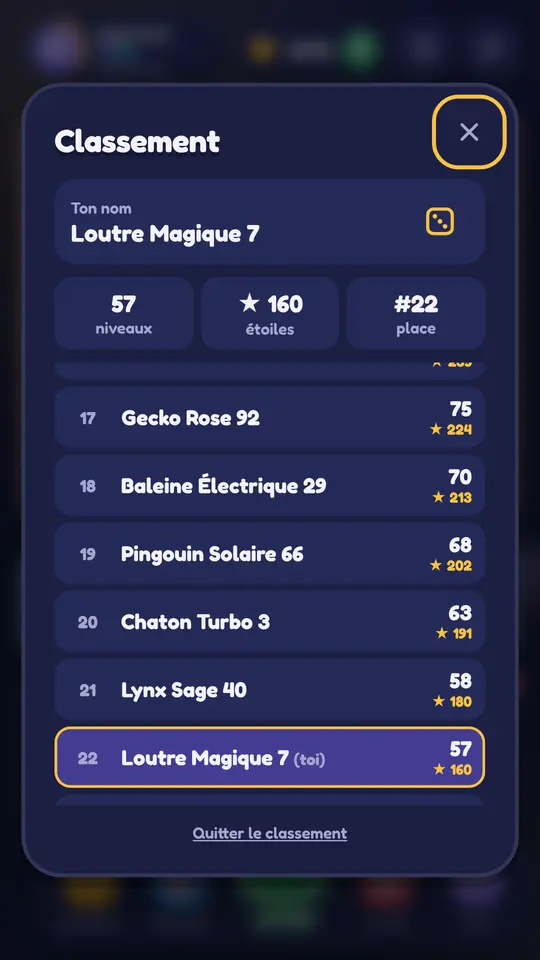 Classement
Ton nom
Loutre Magique 7
57
niveaux
★ 160
étoiles
#22
place
17 Gecko Rose 92 75
★ 224
18 Baleine Électrique 29 70
★ 213
19 Pingouin Solaire 66 68
★ 202
20 Chaton Turbo 3 63
★ 191
21 Lynx Sage 40 58
★ 180
22 Loutre Magique 7 (toi) 57
★ 160
Quitter le classement